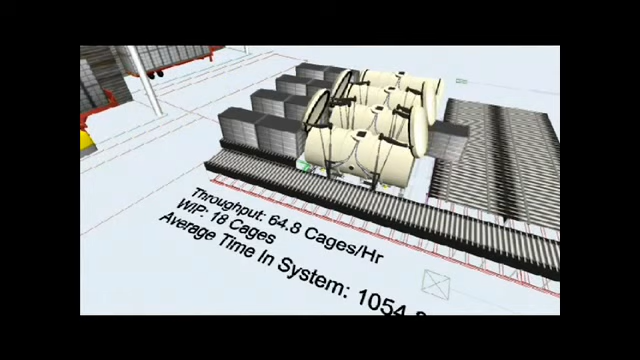 Throughput: 64.8 Cages/Hr
WIP: 18 Cages
Average Time In System: 1054.